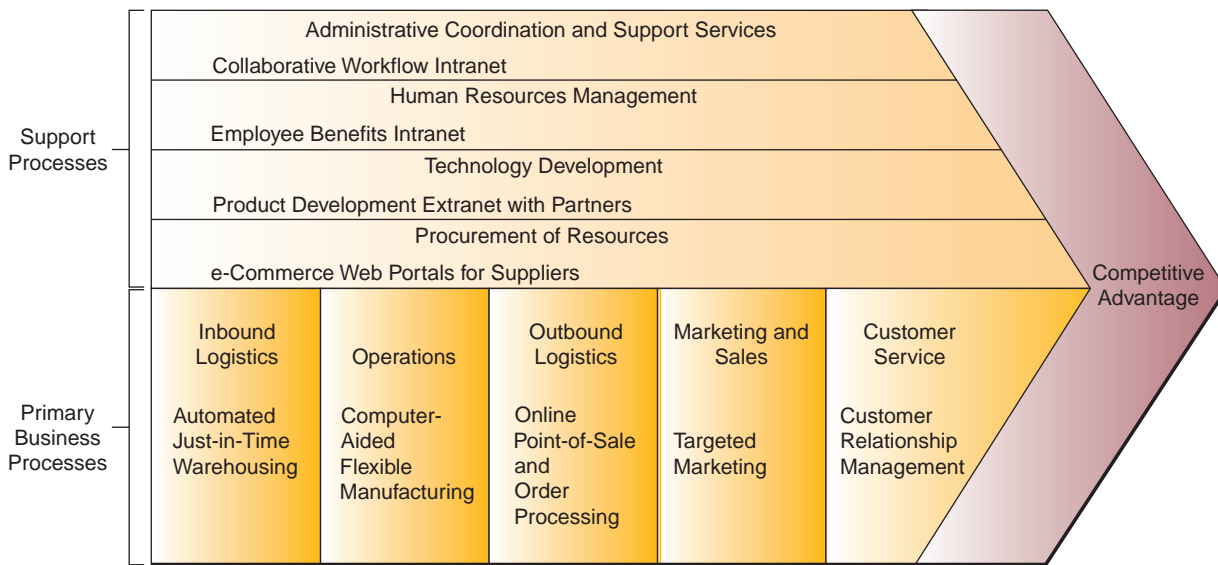 Support
Processes
Administrative Coordination and Support Services
Collaborative Workflow Intranet
Human Resources Management
Employee Benefits Intranet
Technology Development
Product Development Extranet with Partners
Procurement of Resources
e-Commerce Web Portals for Suppliers
Competitive
Advantage
Primary
Business
Processes
Inbound
Logistics
Automated
Just-in-Time
Warehousing
Operations
Computer-
Aided
Flexible
Manufacturing
Outbound
Logistics
Online
Point-of-Sale
and
Order
Processing
Marketing and
Sales
Targeted
Marketing
Customer
Service
Customer
Relationship
Management